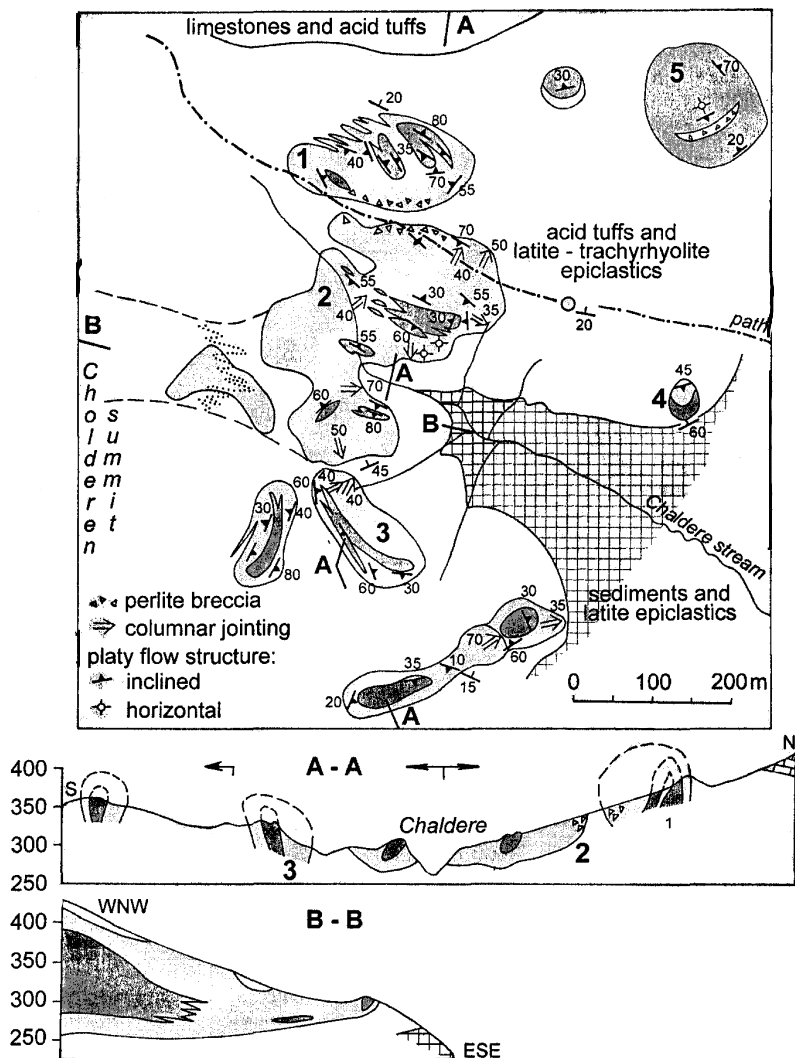 limestones and acid tuffs
A
30
5
70
20
20
80
1
40
35
70
55
acid tuffs and
latite - trachyrhyolite
epiclastics
70
50
40
2
55
40
30
55
30
35
60
20
path
B
55
A
70
45
4
60
B
60
80
50
45
Cholderen
summit
Chaldere stream
60
40
40
30
40
3
A
60
30
80
sediments and
latite epiclastics
perlite breccia
columnar jointing
platy flow structure:
inclined
horizontal
30
35
70
60
35
10
15
20
A
0 100 200 m
A - A
N
400
S
350
300
250
Chaldere
3
2
1
B - B
WNW
400
350
300
250
ESE